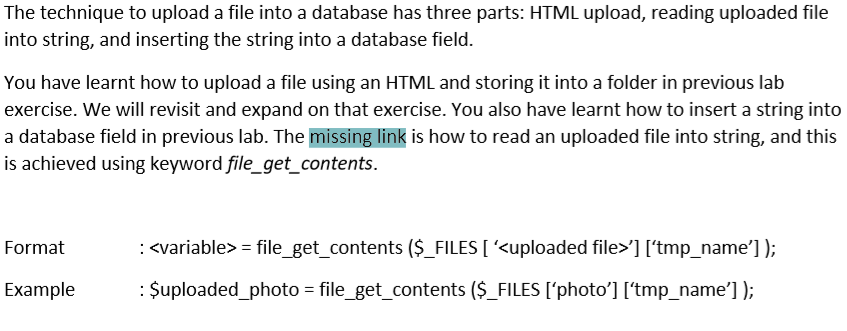 The technique to upload a file into a database has three parts: HTML upload, reading uploaded file
into string, and inserting the string into a database field.
You have learnt how to upload a file using an HTML and storing it into a folder in previous lab
exercise. We will revisit and expand on that exercise. You also have learnt how to insert a string into
a database field in previous lab. The missing link is how to read an uploaded file into string, and this
is achieved using keyword file_get_contents.
Format : <variable> = file_get_contents ($_FILES [ ‘<uploaded file>’] [‘tmp_name’] );
Example : $uploaded_photo = file_get_contents ($_FILES [‘photo’] [‘tmp_name’] );